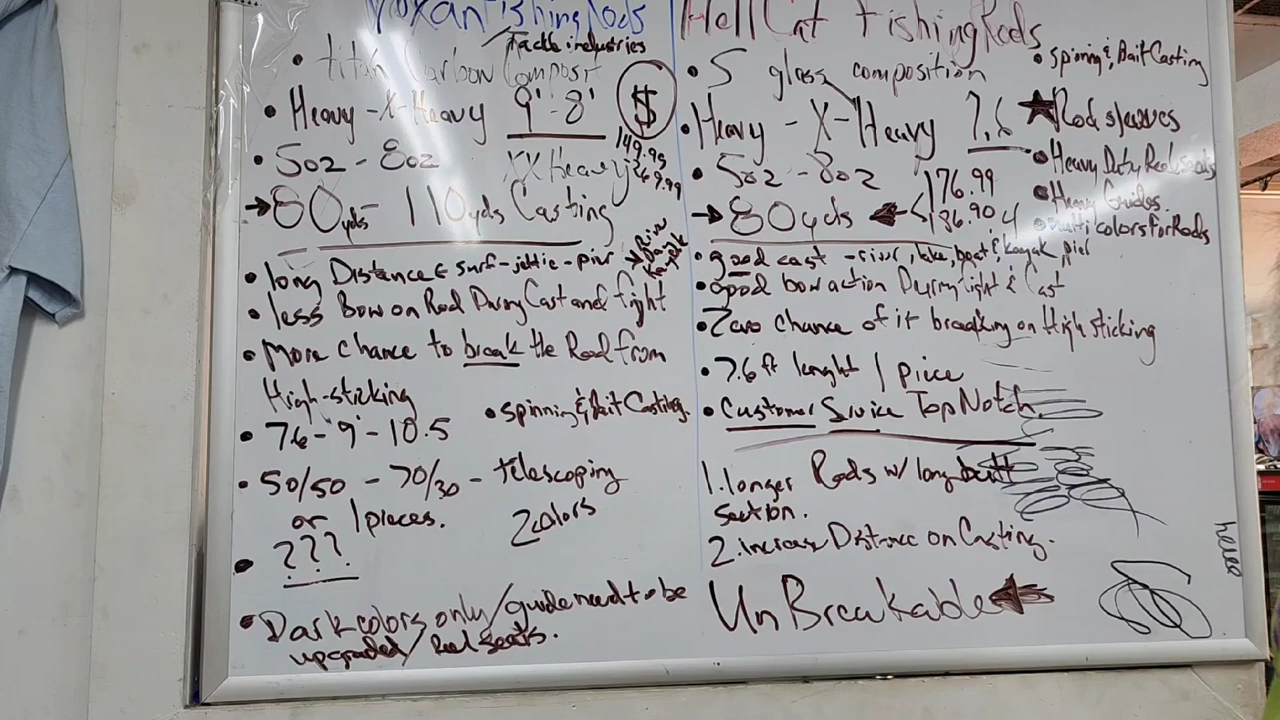 Fishing Rods
/Tackle industries
• titan Carbon Composit
• Heavy-X-Heavy 9'-8'
$
149.99
• 5oz - 8oz XX Heavy
→80yds- 110yds Casting
• long Distance & surf-jettie-pier
Kayak
• less Bow on Rod During Cast and fight
• More chance to break the Rod from
High-sticking
• spinning & Bait Casting.
• 7.6-9'-10.5
• 50/50 - 70/30 - telescoping
or 1 pieces.
2 colors
• ???
• Dark colors only/guide need to be
upgraded/ Reel seats.
HellCat Fishing Rods
• S glass composition
• Heavy-X-Heavy 7.6
• 5oz - 8oz
176.99
→80yds ← <
• good cast - river, lake, boat & kayak, pier
• good bow action During fight & Cast
• Zero chance of it breaking on High sticking
• 7.6 ft lenght 1 piece
• Customer Service Top Notch
1. longer Rods w/ long butt
section.
2. increase Distance on Casting.
UnBreakable
• spinning & Bait Casting
★Rod sleeves
• Heavy Duty Reel seats
• Heavy Guides
• multi colors for Rods